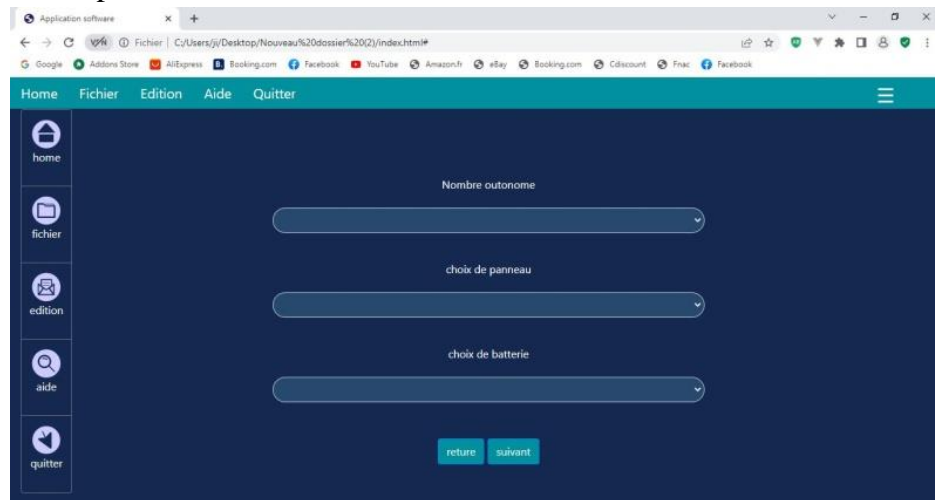 Application software
Fichier | C:/Users/ji/Desktop/Nouveau%20dossier%20(2)/index.html#
Google Addons Store AliExpress Booking.com Facebook YouTube Amazon.fr eBay Booking.com Cdiscount Fnac Facebook
Home Fichier Edition Aide Quitter
home
Nombre outonome
fichier
choix de panneau
edition
choix de batterie
aide
reture suivant
quitter